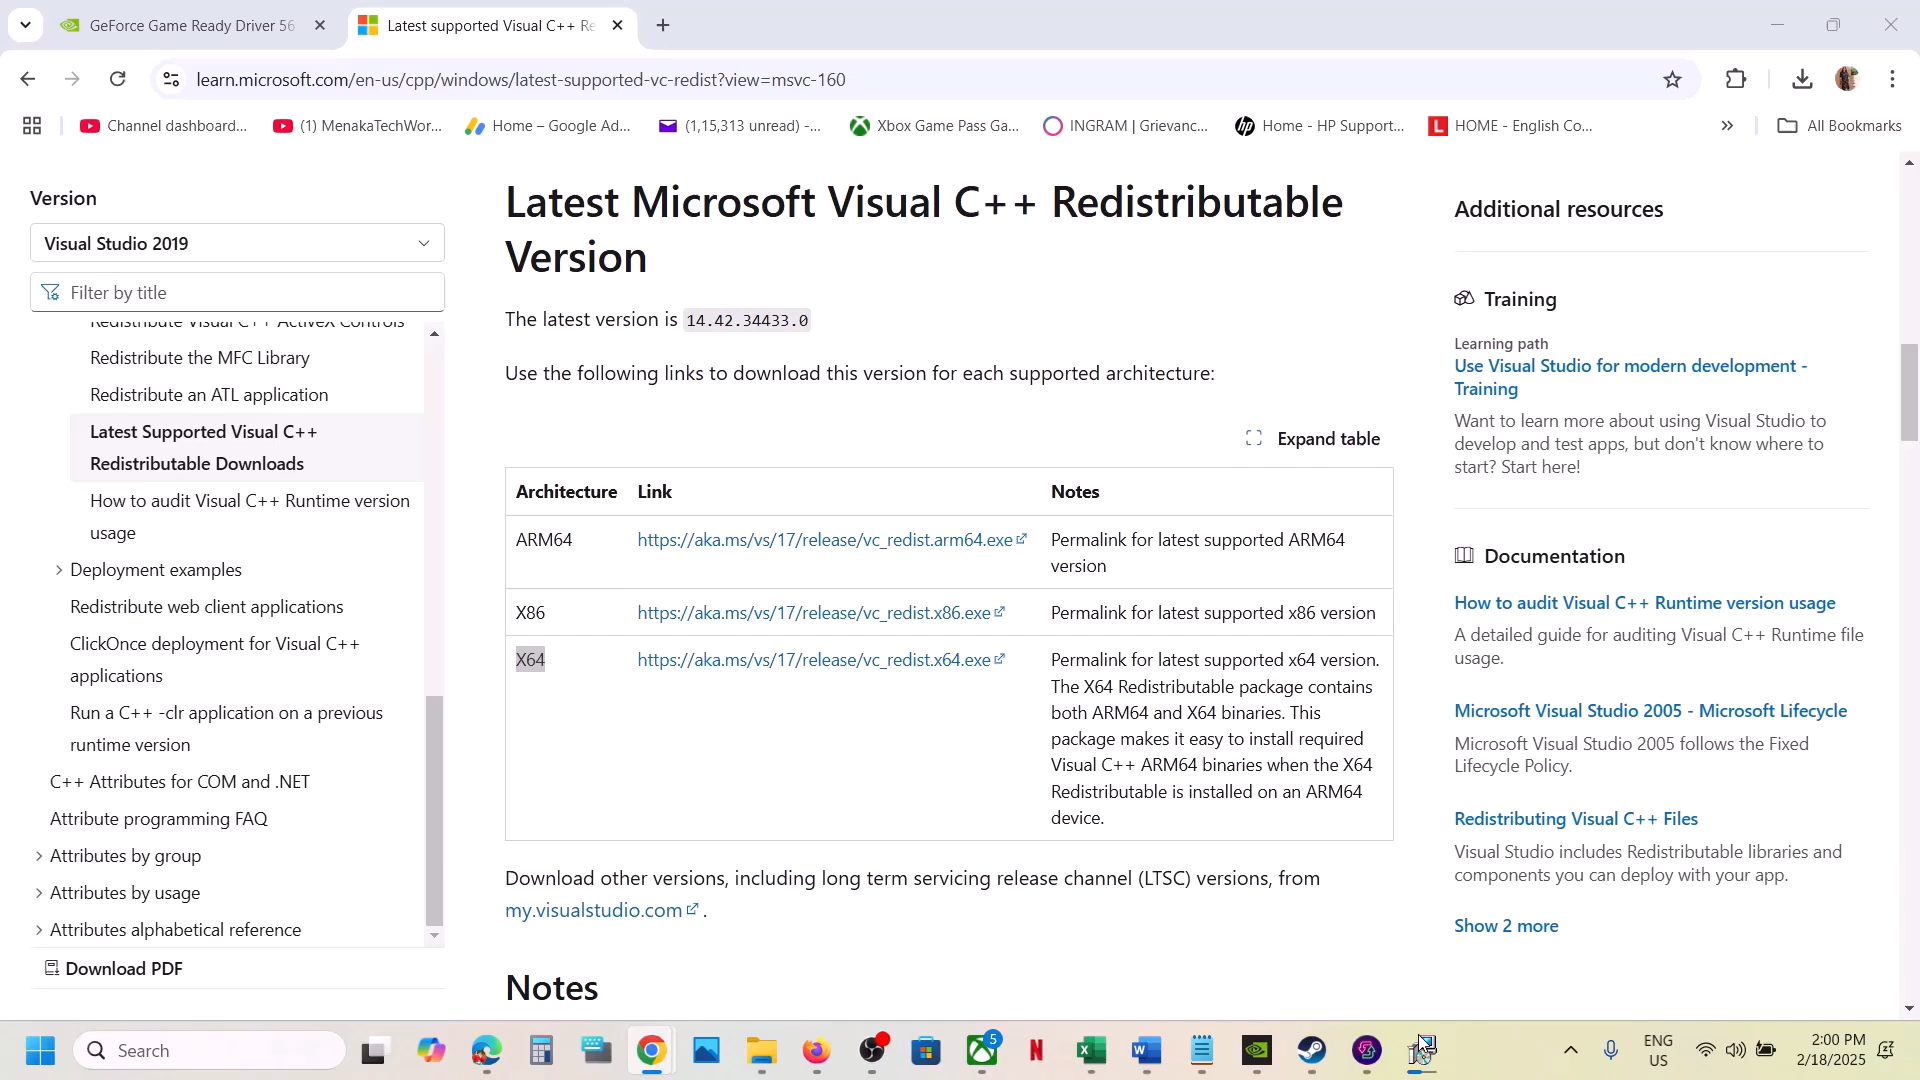 GeForce Game Ready Driver 56
Latest supported Visual C++ Re
learn.microsoft.com/en-us/cpp/windows/latest-supported-vc-redist?view=msvc-160
Channel dashboard...
(1) MenakaTechWor...
Home – Google Ad...
(1,15,313 unread) -...
Xbox Game Pass Ga...
INGRAM | Grievanc...
Home - HP Support...
HOME - English Co...
All Bookmarks
Version
Visual Studio 2019
Filter by title
Redistribute Visual C++ ActiveX Controls
Redistribute the MFC Library
Redistribute an ATL application
Latest Supported Visual C++
Redistributable Downloads
How to audit Visual C++ Runtime version
usage
Deployment examples
Redistribute web client applications
ClickOnce deployment for Visual C++
applications
Run a C++ -clr application on a previous
runtime version
C++ Attributes for COM and .NET
Attribute programming FAQ
Attributes by group
Attributes by usage
Attributes alphabetical reference
Download PDF
Latest Microsoft Visual C++ Redistributable
Version
The latest version is 14.42.34433.0
Use the following links to download this version for each supported architecture:
Expand table
Architecture Link Notes
ARM64 https://aka.ms/vs/17/release/vc_redist.arm64.exe Permalink for latest supported ARM64
version
X86 https://aka.ms/vs/17/release/vc_redist.x86.exe Permalink for latest supported x86 version
X64 https://aka.ms/vs/17/release/vc_redist.x64.exe Permalink for latest supported x64 version.
The X64 Redistributable package contains
both ARM64 and X64 binaries. This
package makes it easy to install required
Visual C++ ARM64 binaries when the X64
Redistributable is installed on an ARM64
device.
Download other versions, including long term servicing release channel (LTSC) versions, from
my.visualstudio.com .
Notes
Additional resources
Training
Learning path
Use Visual Studio for modern development -
Training
Want to learn more about using Visual Studio to
develop and test apps, but don't know where to
start? Start here!
Documentation
How to audit Visual C++ Runtime version usage
A detailed guide for auditing Visual C++ Runtime file
usage.
Microsoft Visual Studio 2005 - Microsoft Lifecycle
Microsoft Visual Studio 2005 follows the Fixed
Lifecycle Policy.
Redistributing Visual C++ Files
Visual Studio includes Redistributable libraries and
components you can deploy with your app.
Show 2 more
Search
5
ENG
US
2:00 PM
2/18/2025